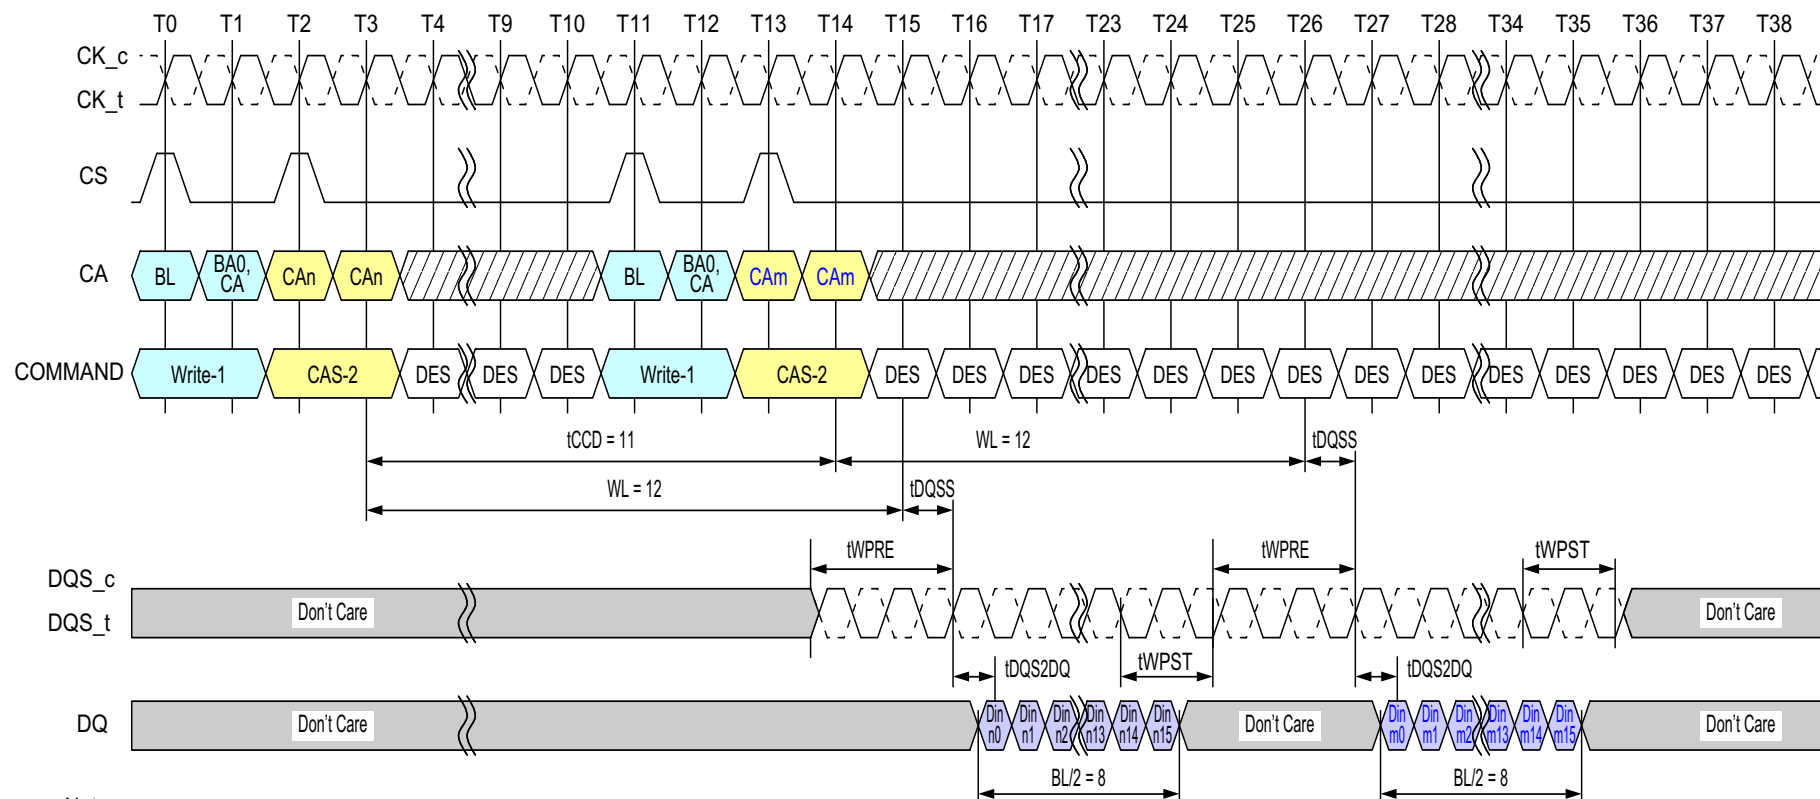 T0 T1 T2 T3 T4 T9 T10 T11 T12 T13 T14 T15 T16 T17 T23 T24 T25 T26 T27 T28 T34 T35 T36 T37 T38
CK_c
CK_t
CS
CA BL BA0, CA CAn CAn BL BA0, CA CAm CAm
COMMAND Write-1 CAS-2 DES DES DES Write-1 CAS-2 DES DES DES DES DES DES DES DES DES DES DES DES DES DES
tCCD = 11 WL = 12 tDQSS
WL = 12 tDQSS
tWPRE tWPRE tWPST
DQS_c
Don't Care Don't Care
DQS_t
tDQS2DQ tWPST tDQS2DQ
DQ Don't Care Din n0 Din n1 Din n2 Din n13 Din n14 Din n15 Don't Care Din m0 Din m1 Din m2 Din m13 Din m14 Din m15 Don't Care
BL/2 = 8 BL/2 = 8